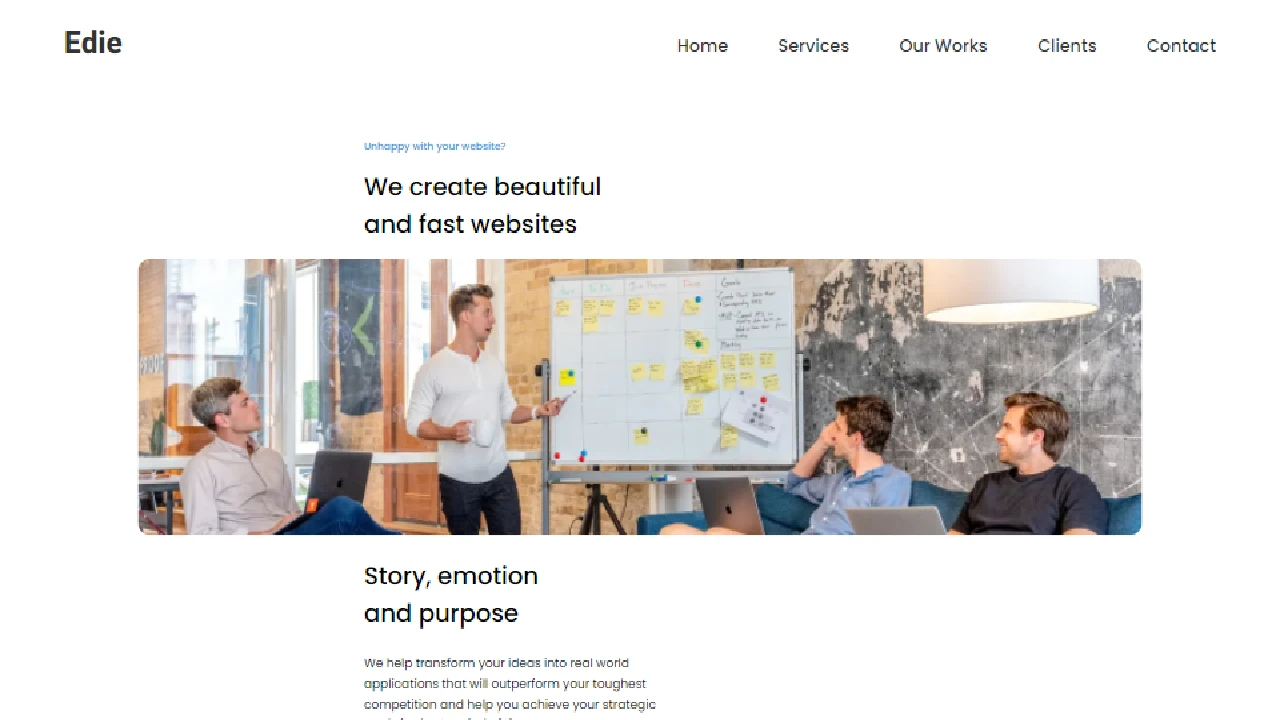 Edie
Home Services Our Works Clients Contact
Unhappy with your website?
We create beautiful
and fast websites
Goals
Story, emotion
and purpose
We help transform your ideas into real world
applications that will outperform your toughest
competition and help you achieve your strategic